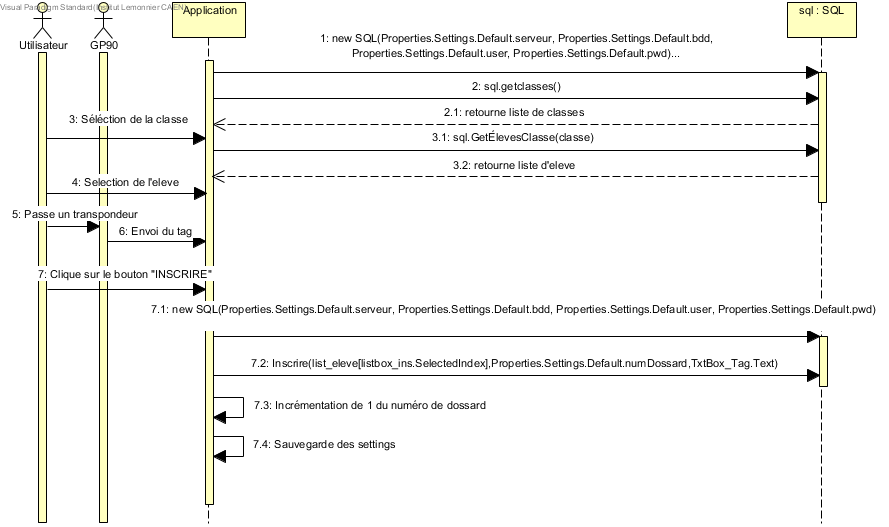 Visual Paradigm Standard(Institut Lemonnier CAEN)
Utilisateur
GP90
Application
sql : SQL
1: new SQL(Properties.Settings.Default.serveur, Properties.Settings.Default.bdd,
Properties.Settings.Default.user, Properties.Settings.Default.pwd)...
2: sql.getclasses()
2.1: retourne liste de classes
3: Séléction de la classe
3.1: sql.GetÉlevesClasse(classe)
3.2: retourne liste d'eleve
4: Selection de l'eleve
5: Passe un transpondeur
6: Envoi du tag
7: Clique sur le bouton "INSCRIRE"
7.1: new SQL(Properties.Settings.Default.serveur, Properties.Settings.Default.bdd, Properties.Settings.Default.user, Properties.Settings.Default.pwd)
7.2: Inscrire(list_eleve[listbox_ins.SelectedIndex],Properties.Settings.Default.numDossard,TxtBox_Tag.Text)
7.3: Incrémentation de 1 du numéro de dossard
7.4: Sauvegarde des settings